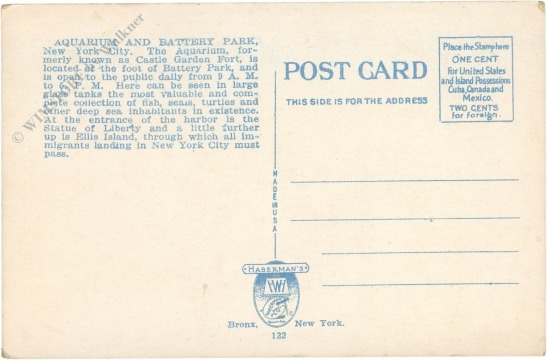 AQUARIUM AND BATTERY PARK,
New York City. The Aquarium, for-
merly known as Castle Garden Fort, is
located at the foot of Battery Park, and
is open to the public daily from 9 A. M.
to P. M. Here can be seen in large
glass tanks the most valuable and com-
plete collection of fish, seals, turtles and
other deep sea inhabitants in existence.
At the entrance of the harbor is the
Statue of Liberty and a little further
up is Ellis Island, through which all im-
migrants landing in New York City must
pass.
POST CARD
THIS SIDE IS FOR THE ADDRESS
Place the Stamp here
ONE CENT
For United States
and Island Possessions
Cuba, Canada and
Mexico.
TWO CENTS
For foreign.
MADE U.S.A
HABERMAN'S
Bronx, New York.
122